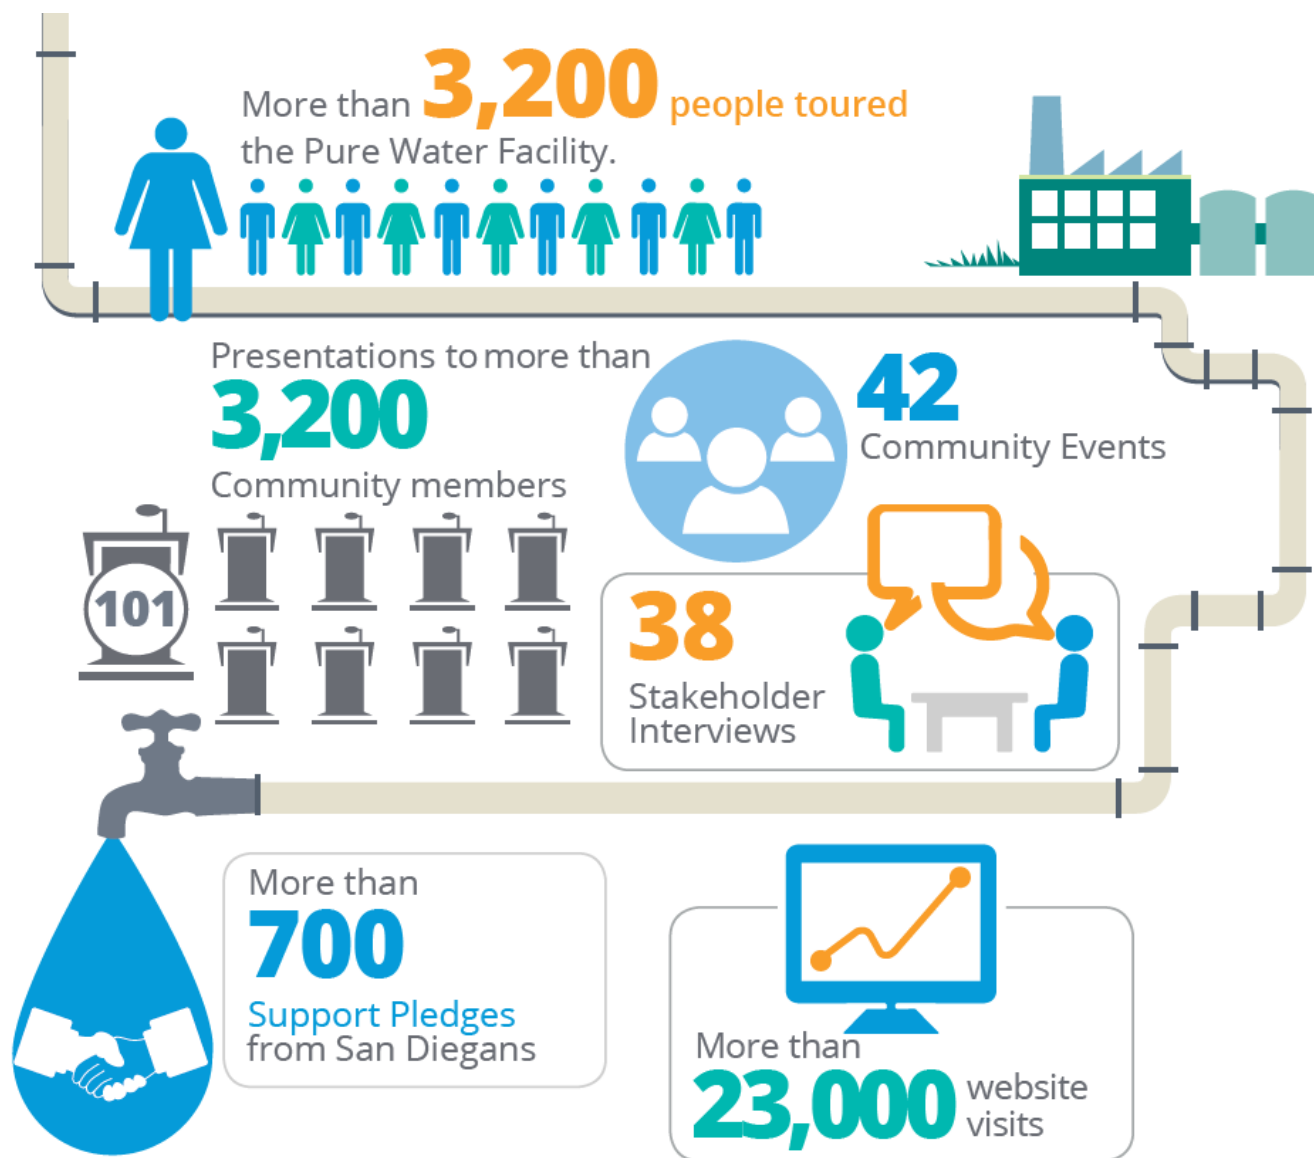 More than 3,200 people toured
the Pure Water Facility.
Presentations to more than
3,200
Community members
101
42
Community Events
38
Stakeholder
Interviews
More than
700
Support Pledges
from San Diegans
More than
23,000 website
visits